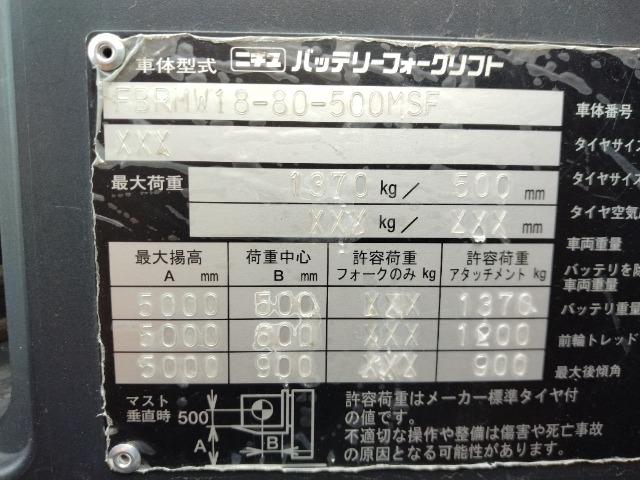 車体型式 ニチユ バッテリーフォークリフト
FBRMW18-80-500MSF
車体番号
XXX
タイヤサイズ
最大荷重 1370 kg／ 500 mm
タイヤサイズ
XXX kg／ XXX mm
タイヤ空気
車両重量
最大揚高 荷重中心 許容荷重 許容荷重
A mm B mm フォークのみ kg アタッチメント kg
バッテリを除
車両重量
5000 500 XXX 1370
バッテリ重量
5000 600 XXX 1200
前輪トレッド
5000 900 XXX 900
最大後傾角
マスト
垂直時 500
A
B
許容荷重はメーカー標準タイヤ付
の値です。
不適切な操作や整備は傷害や死亡事故
の原因となる可能性があります。